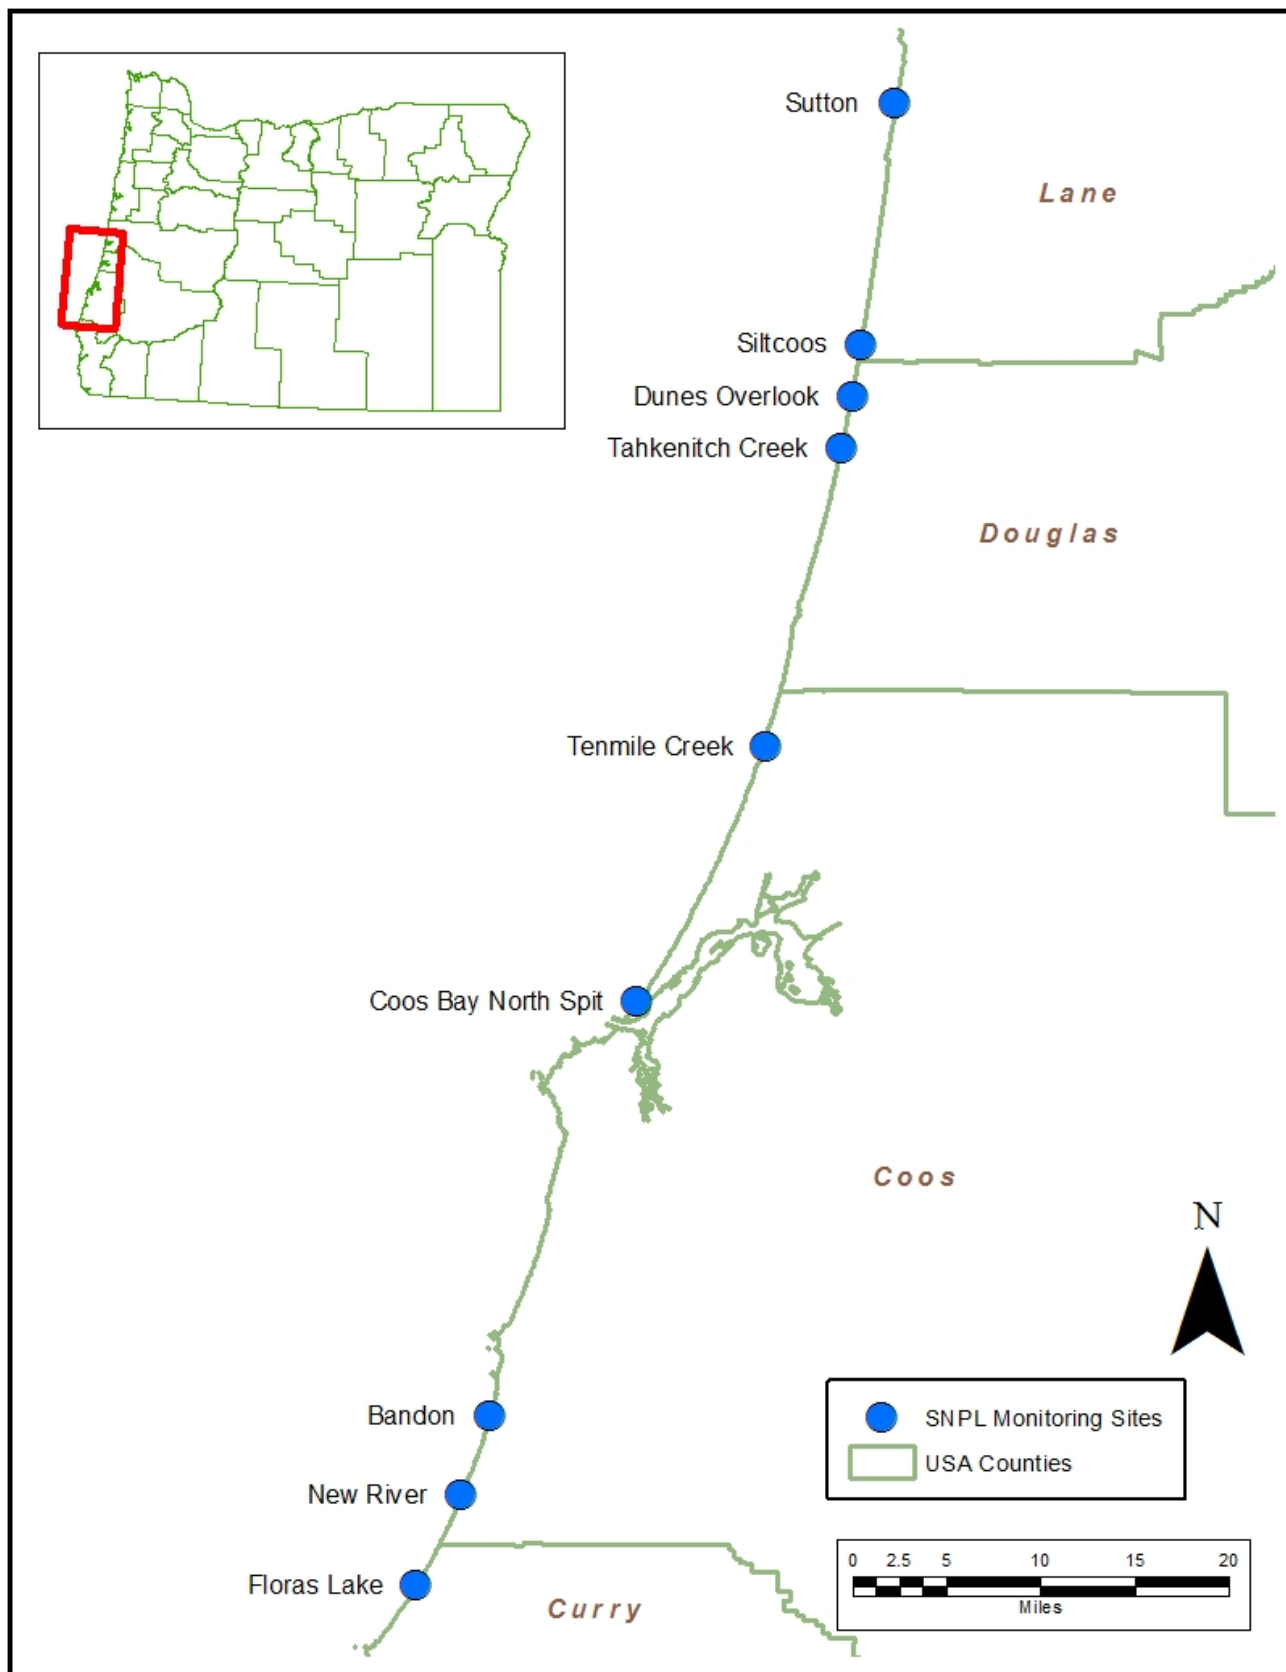 Sutton
Lane
Siltcoos
Dunes Overlook
Tahkenitch Creek
Douglas
Tenmile Creek
Coos Bay North Spit
Coos
N
Bandon
SNPL Monitoring Sites
USA Counties
New River
Floras Lake
Curry
0 2.5 5 10 15 20
Miles